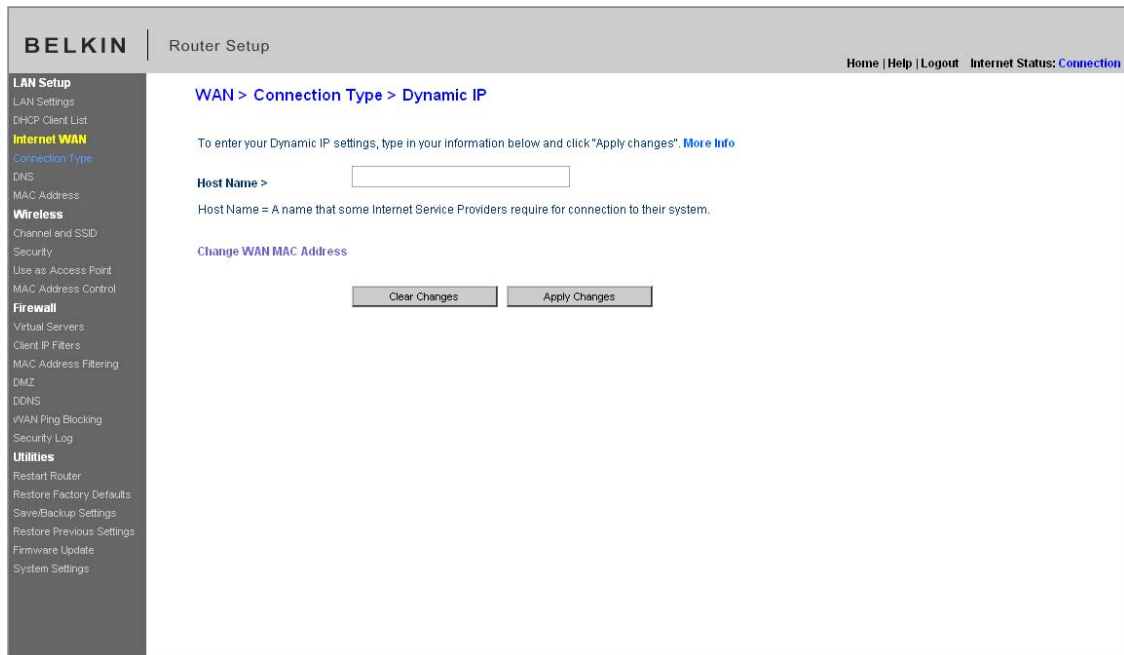 BELKIN
Router Setup
Home | Help | Logout Internet Status: Connection
LAN Setup
LAN Settings
DHCP Client List
Internet WAN
Connection Type
DNS
MAC Address
Wireless
Channel and SSID
Security
Use as Access Point
MAC Address Control
Firewall
Virtual Servers
Client IP Filters
MAC Address Filtering
DMZ
DDNS
WAN Ping Blocking
Security Log
Utilities
Restart Router
Restore Factory Defaults
Save/Backup Settings
Restore Previous Settings
Firmware Update
System Settings
WAN > Connection Type > Dynamic IP
To enter your Dynamic IP settings, type in your information below and click "Apply changes". More Info
Host Name >
Host Name = A name that some Internet Service Providers require for connection to their system.
Change WAN MAC Address
Clear Changes Apply Changes